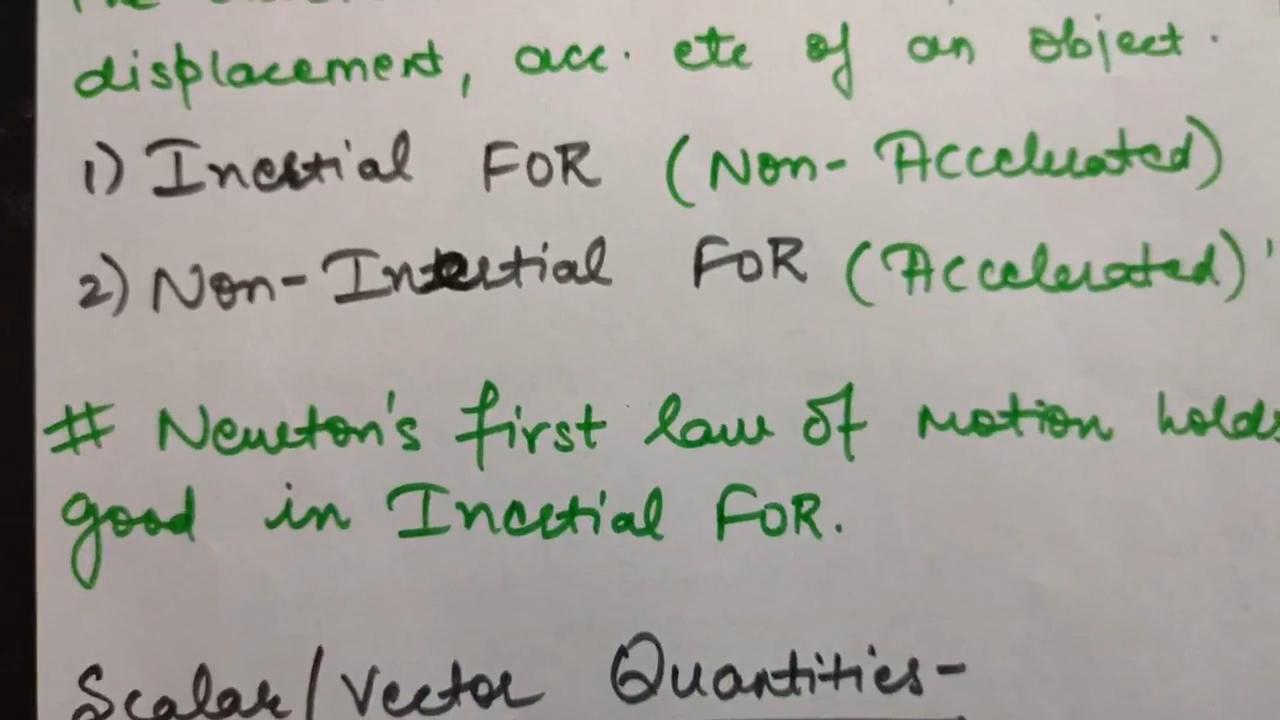 displacement, acc. etc of an object.
1) Inertial FOR (Non-Accelerated)
2) Non-Inertial FOR (Accelerated)
# Newton's first law of motion holds
good in Inertial FOR.
Scalar/Vector Quantities-